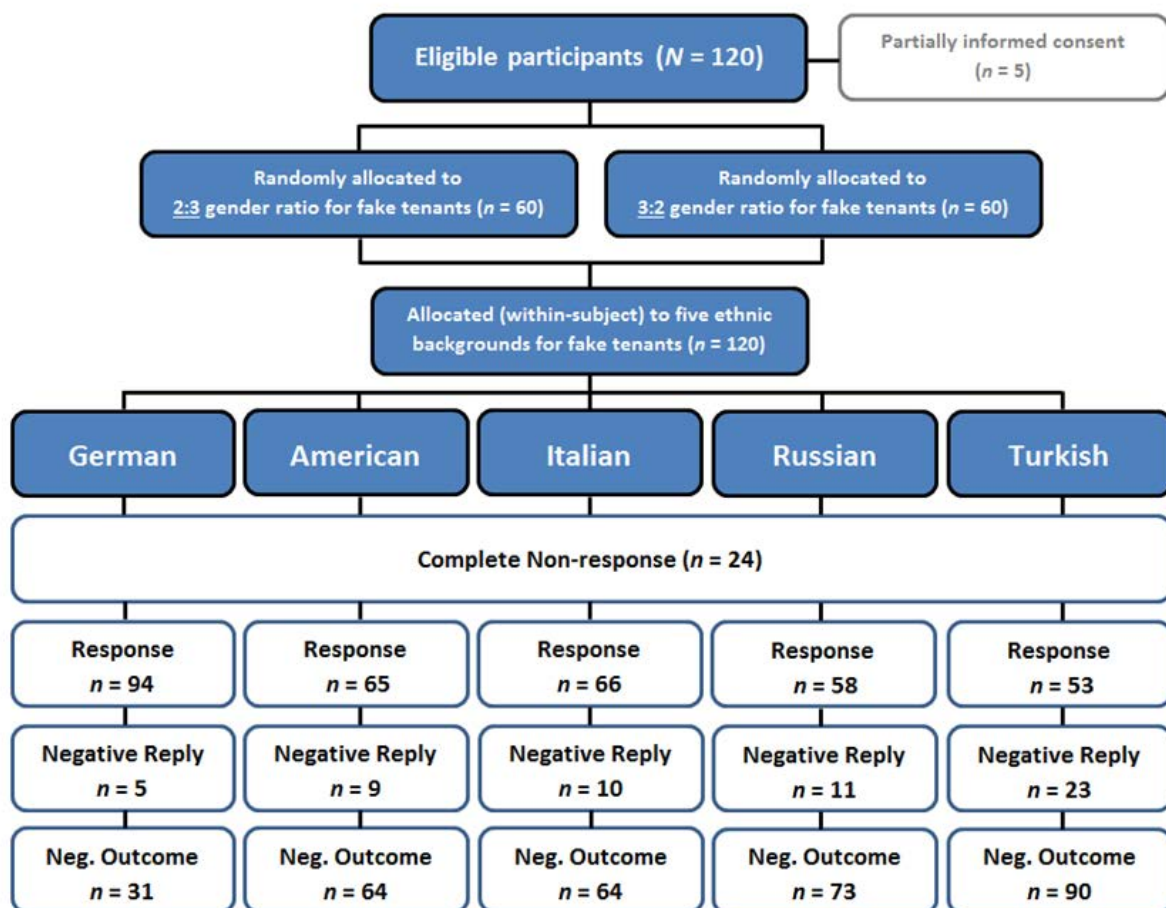 Eligible participants (N = 120)
Partially informed consent
(n = 5)
Randomly allocated to
2:3 gender ratio for fake tenants (n = 60)
Randomly allocated to
3:2 gender ratio for fake tenants (n = 60)
Allocated (within-subject) to five ethnic
backgrounds for fake tenants (n = 120)
German
American
Italian
Russian
Turkish
Complete Non-response (n = 24)
Response
n = 94
Response
n = 65
Response
n = 66
Response
n = 58
Response
n = 53
Negative Reply
n = 5
Negative Reply
n = 9
Negative Reply
n = 10
Negative Reply
n = 11
Negative Reply
n = 23
Neg. Outcome
n = 31
Neg. Outcome
n = 64
Neg. Outcome
n = 64
Neg. Outcome
n = 73
Neg. Outcome
n = 90